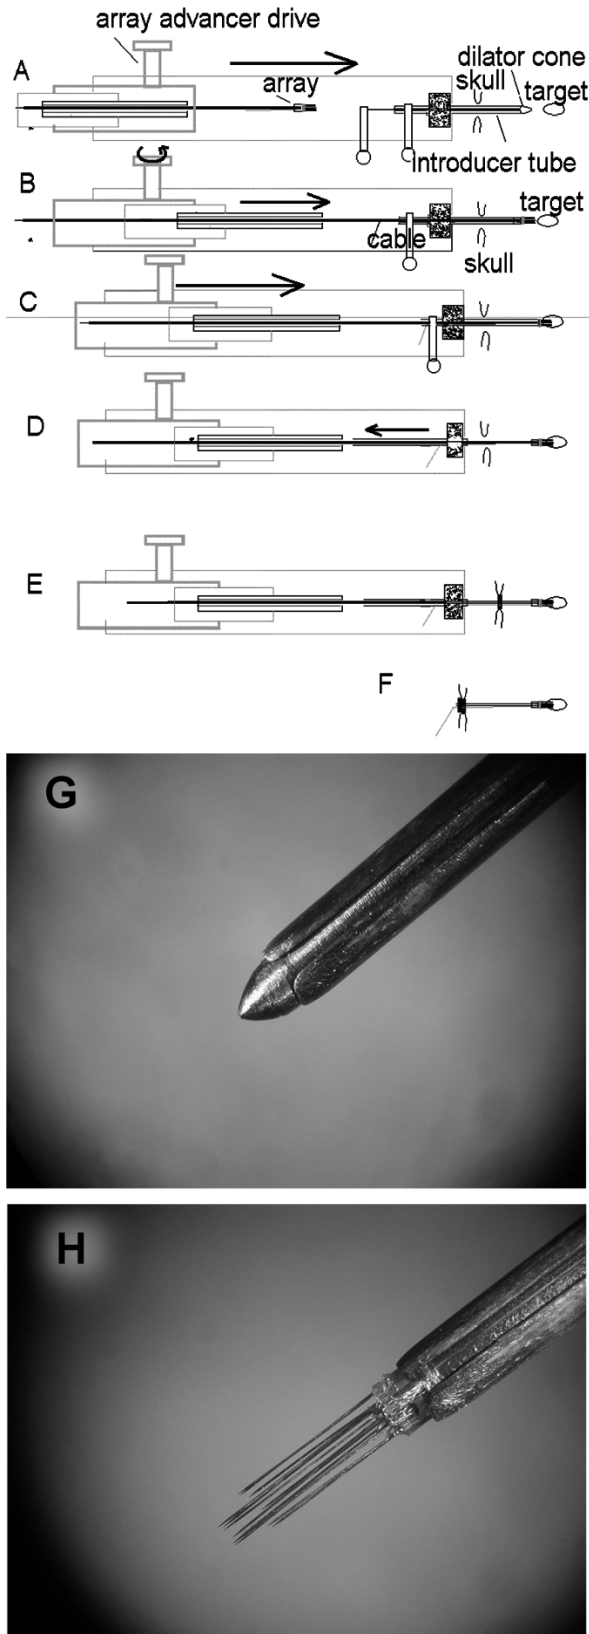 array advancer drive
dilator cone
A
array
skull
target
introducer tube
B
target
cable
skull
C
D
E
F
G
H